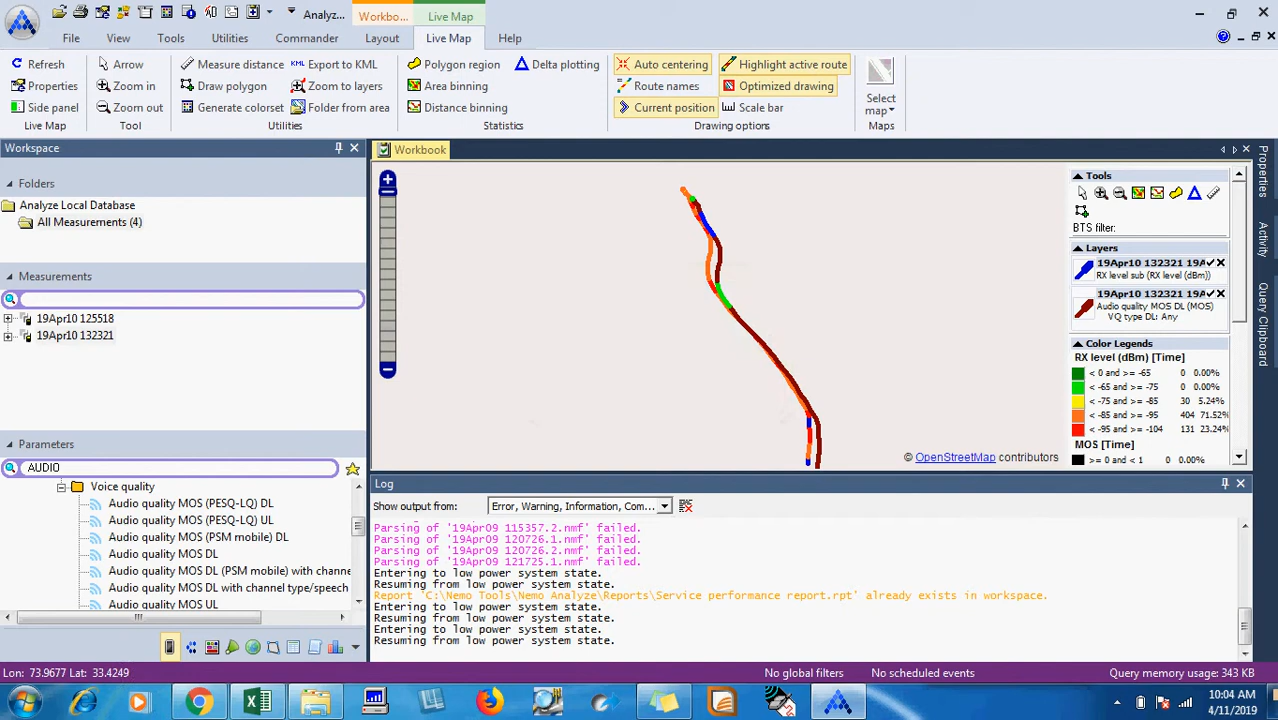 Analyz...
Workbo...
Live Map
File
View
Tools
Utilities
Commander
Layout
Live Map
Help
Refresh
Arrow
Measure distance
KML Export to KML
Polygon region
Delta plotting
Auto centering
Highlight active route
Properties
Zoom in
Draw polygon
Zoom to layers
Area binning
Route names
Optimized drawing
Select
map
Side panel
Zoom out
Generate colorset
Folder from area
Distance binning
Current position
Scale bar
Live Map
Tool
Utilities
Statistics
Drawing options
Maps
Workspace
Folders
Analyze Local Database
All Measurements (4)
Measurements
19Apr10 125518
19Apr10 132321
Parameters
AUDIO
Voice quality
Audio quality MOS (PESQ-LQ) DL
Audio quality MOS (PESQ-LQ) UL
Audio quality MOS (PSM mobile) DL
Audio quality MOS DL
Audio quality MOS DL (PSM mobile) with channe
Audio quality MOS DL with channel type/speech
Audio quality MOS UL
Workbook
Tools
BTS filter:
Layers
19Apr10 132321 19A
RX level sub (RX level (dBm))
19Apr10 132321 19A
Audio quality MOS DL (MOS)
VQ type DL: Any
Color Legends
RX level (dBm) [Time]
< 0 and >= -65 0 0.00%
< -65 and >= -75 0 0.00%
< -75 and >= -85 30 5.24%
< -85 and >= -95 404 71.52%
< -95 and >= -104 131 23.24%
MOS [Time]
>= 0 and < 1 0 0.00%
Properties
Activity
Query Clipboard
© OpenStreetMap contributors
Log
Show output from:
Error, Warning, Information, Com...
Parsing of '19Apr09 115357.2.nmf' failed.
Parsing of '19Apr09 120726.1.nmf' failed.
Parsing of '19Apr09 120726.2.nmf' failed.
Parsing of '19Apr09 121725.1.nmf' failed.
Entering to low power system state.
Resuming from low power system state.
Report 'C:\Nemo Tools\Nemo Analyze\Reports\Service performance report.rpt' already exists in workspace.
Entering to low power system state.
Resuming from low power system state.
Entering to low power system state.
Resuming from low power system state.
Lon: 73.9677 Lat: 33.4249
No global filters
No scheduled events
Query memory usage: 343 KB
10:04 AM
4/11/2019